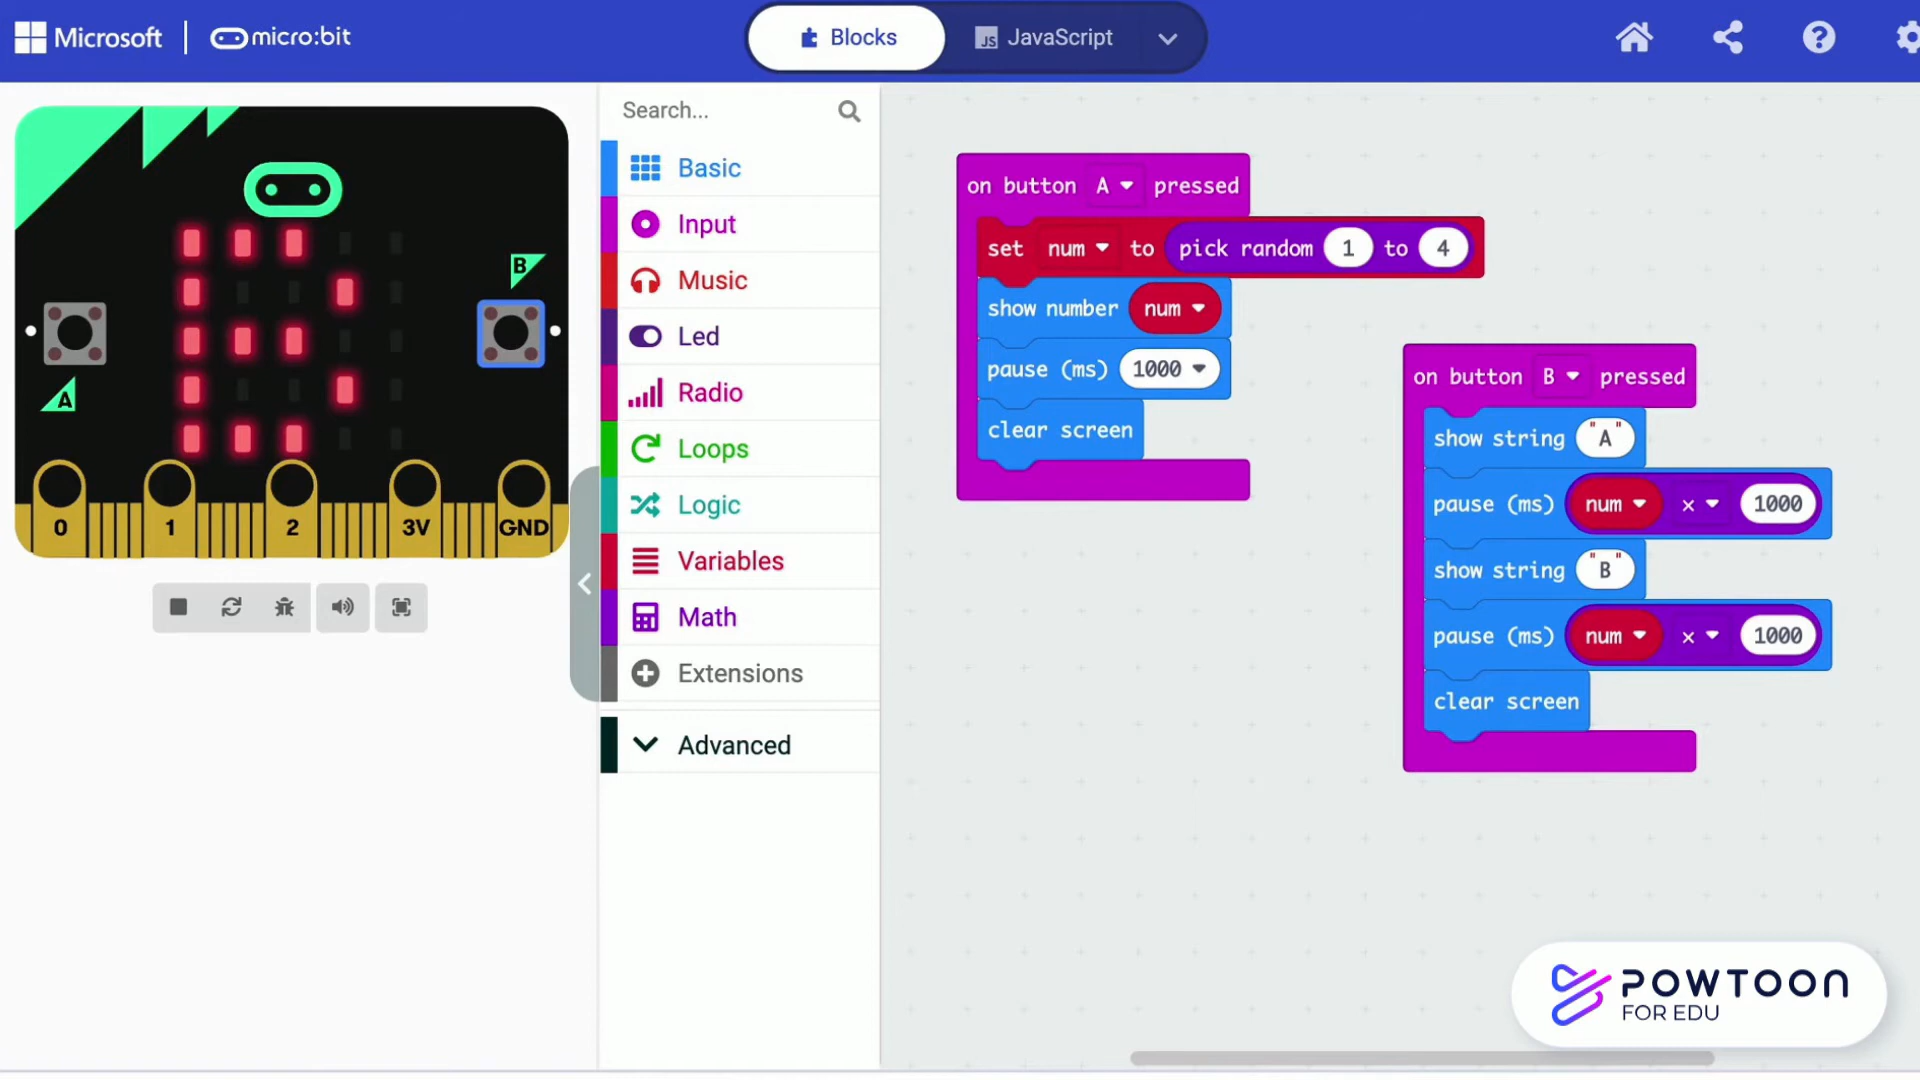 Microsoft micro:bit
Blocks
JS JavaScript
?
B
A
0 1 2 3V GND
Search...
Basic
Input
Music
Led
Radio
Loops
Logic
Variables
Math
Extensions
Advanced
on button A pressed
set num to pick random 1 to 4
show number num
pause (ms) 1000
clear screen
on button B pressed
show string "A"
pause (ms) num × 1000
show string "B"
pause (ms) num × 1000
clear screen
POWTOON
FOR EDU